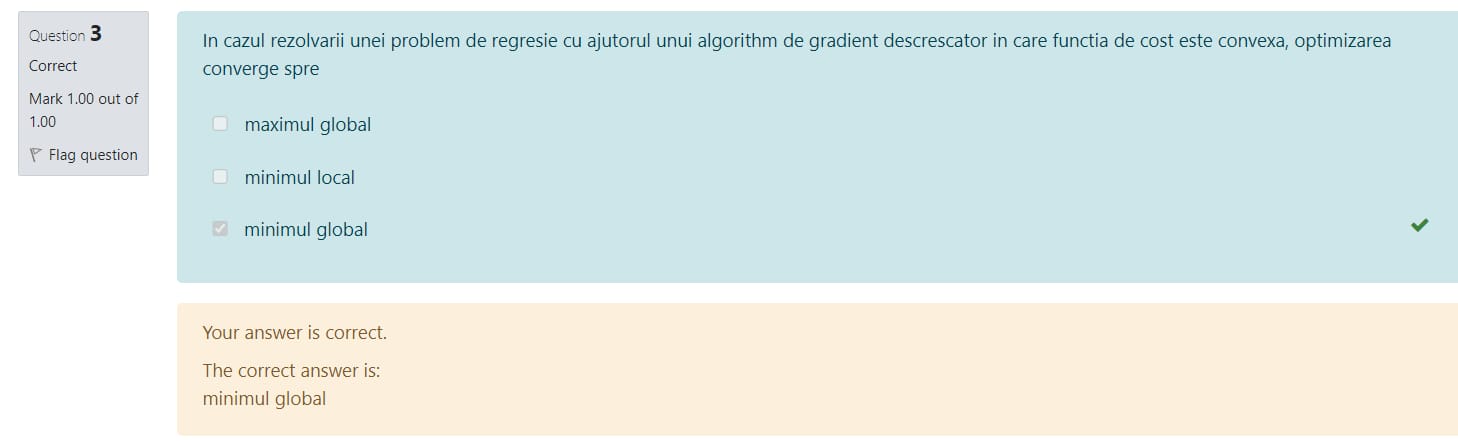 Question 3
Correct
Mark 1.00 out of
1.00
Flag question
In cazul rezolvarii unei problem de regresie cu ajutorul unui algorithm de gradient descrescator in care functia de cost este convexa, optimizarea
converge spre
maximul global
minimul local
minimul global
Your answer is correct.
The correct answer is:
minimul global